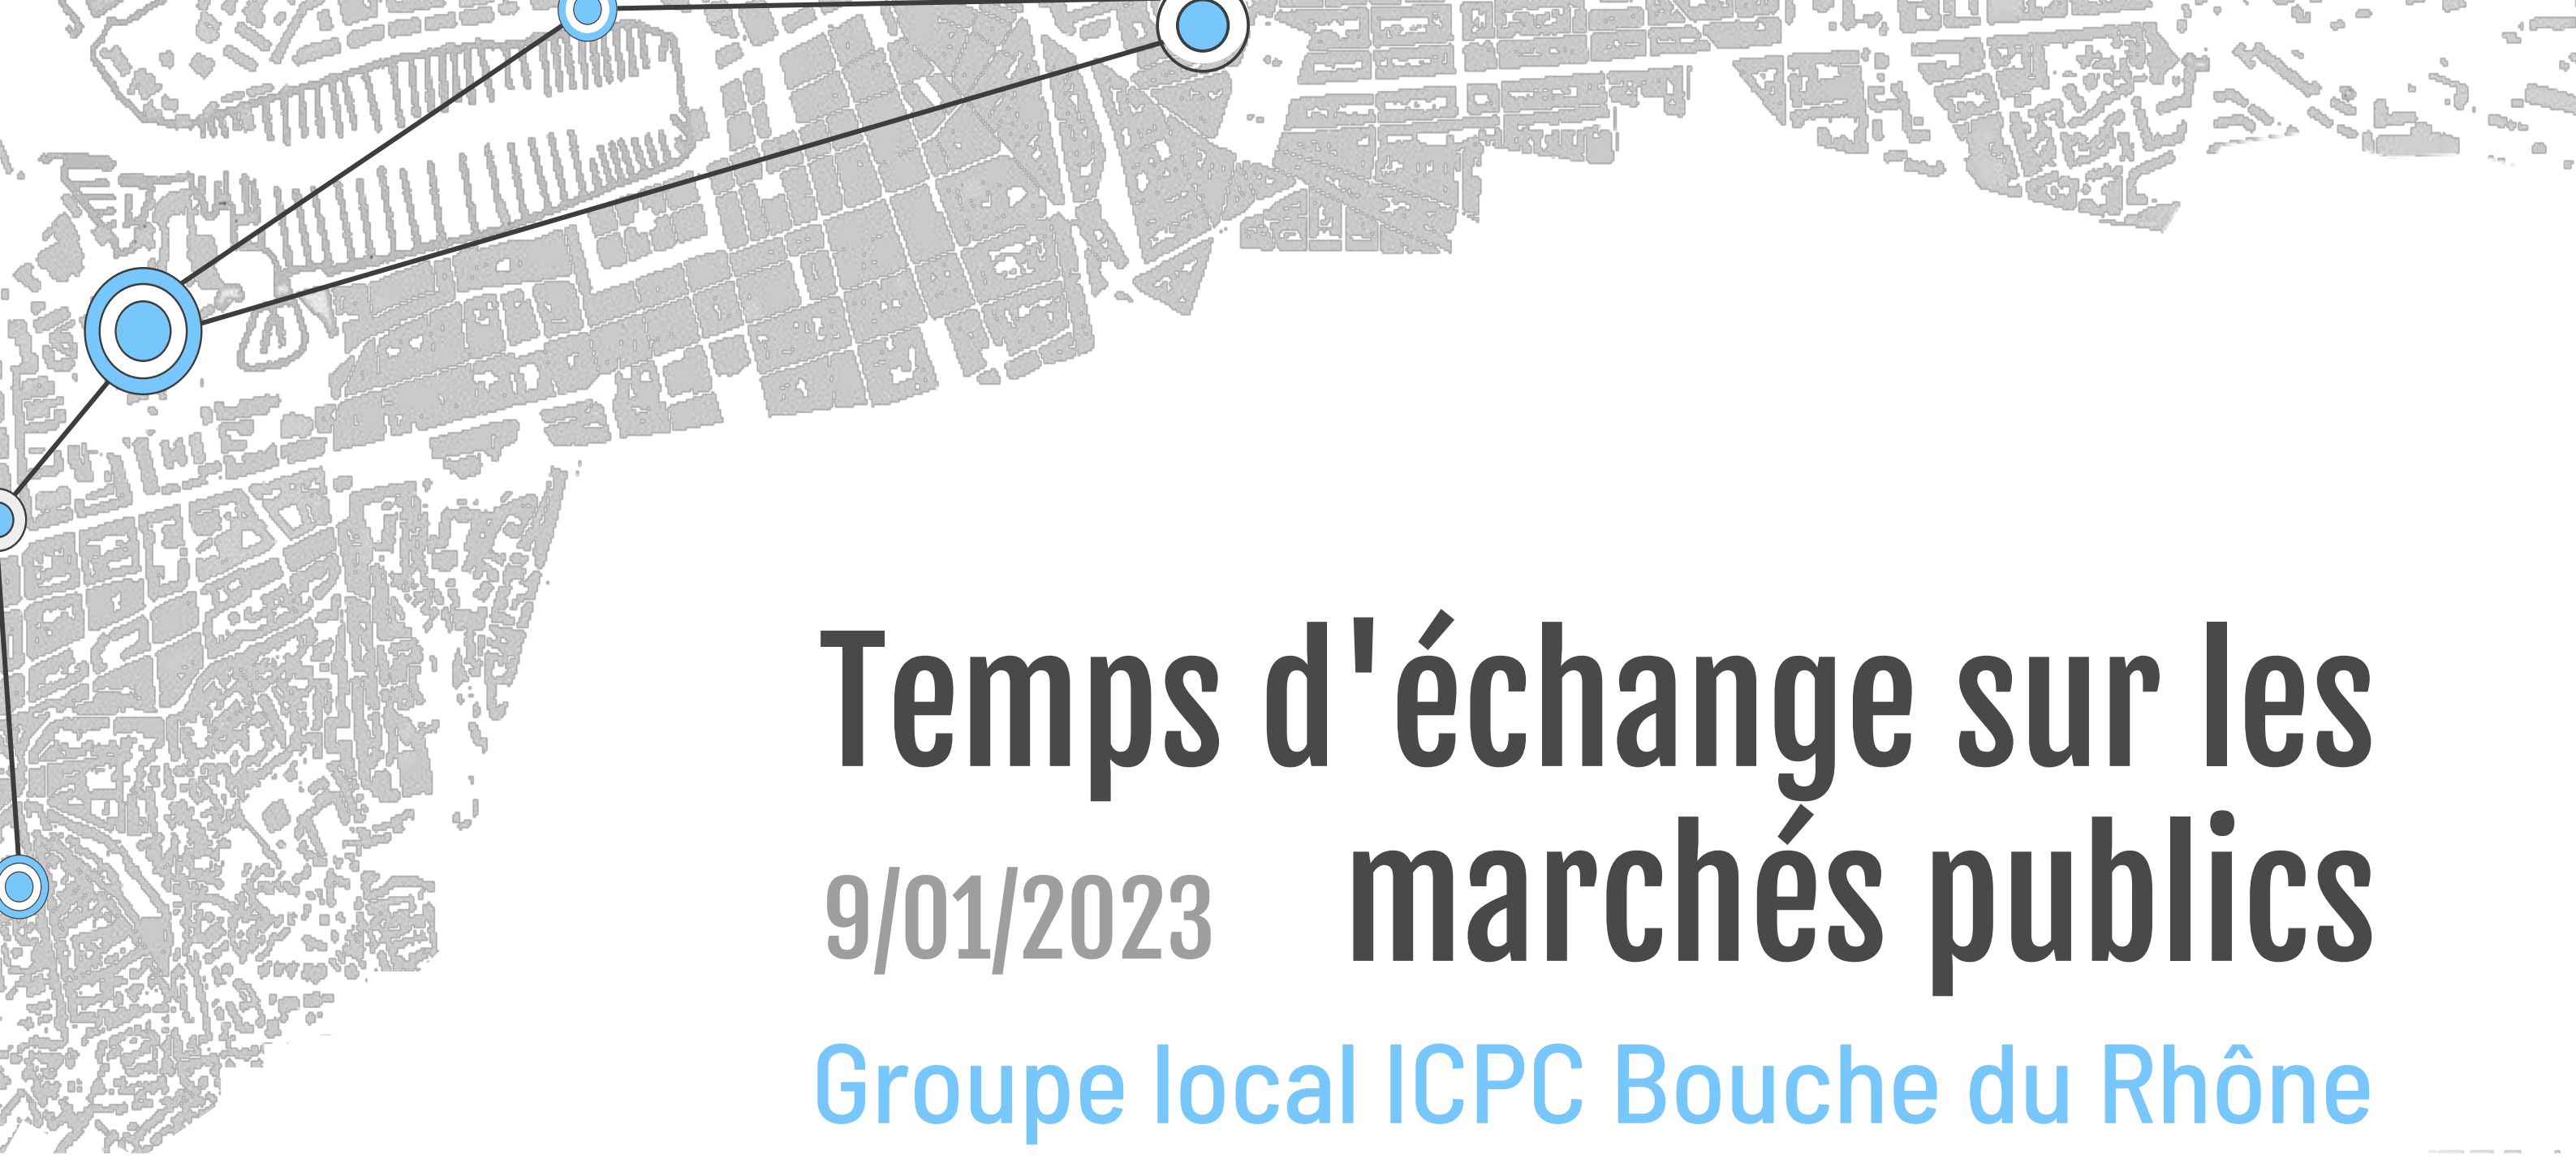 Temps d'échange sur les
marchés publics
9/01/2023
Groupe local ICPC Bouche du Rhône